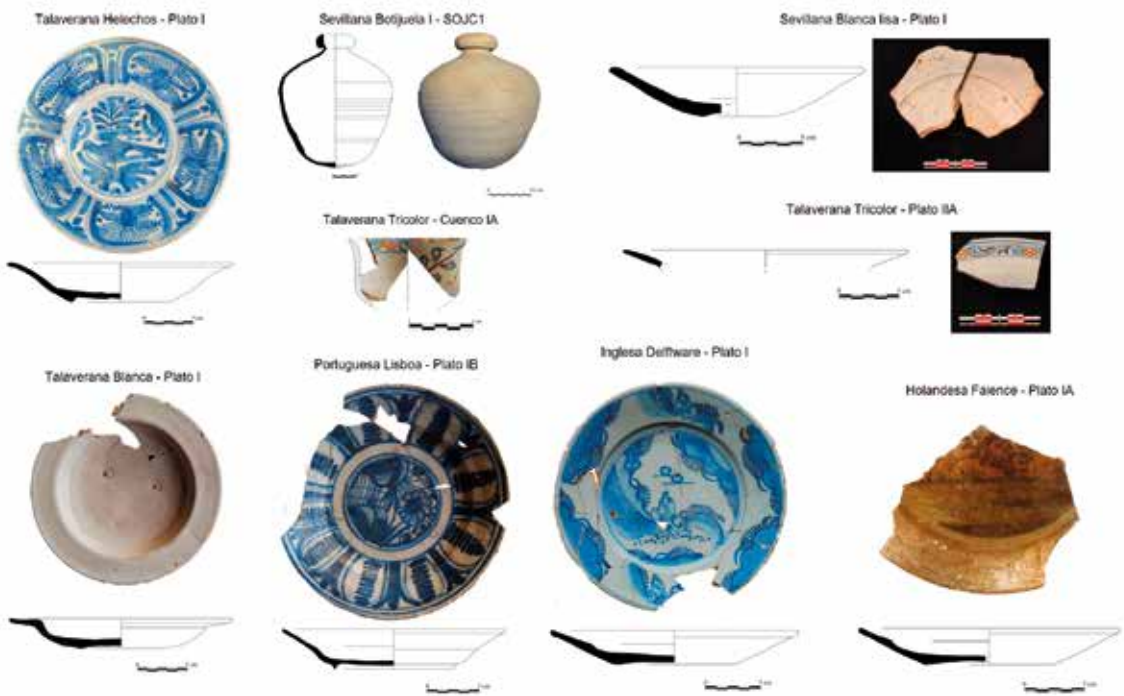 Talaverana Helechos - Plato I
Sevillana Botijuela I - SOJC1
Sevillana Blanca lisa - Plato I
Talaverana Tricolor - Cuenco IA
Talaverana Tricolor - Plato IIA
Talaverana Blanca - Plato I
Portuguesa Lisboa - Plato IB
Inglesa Delftware - Plato I
Holandesa Faience - Plato IA